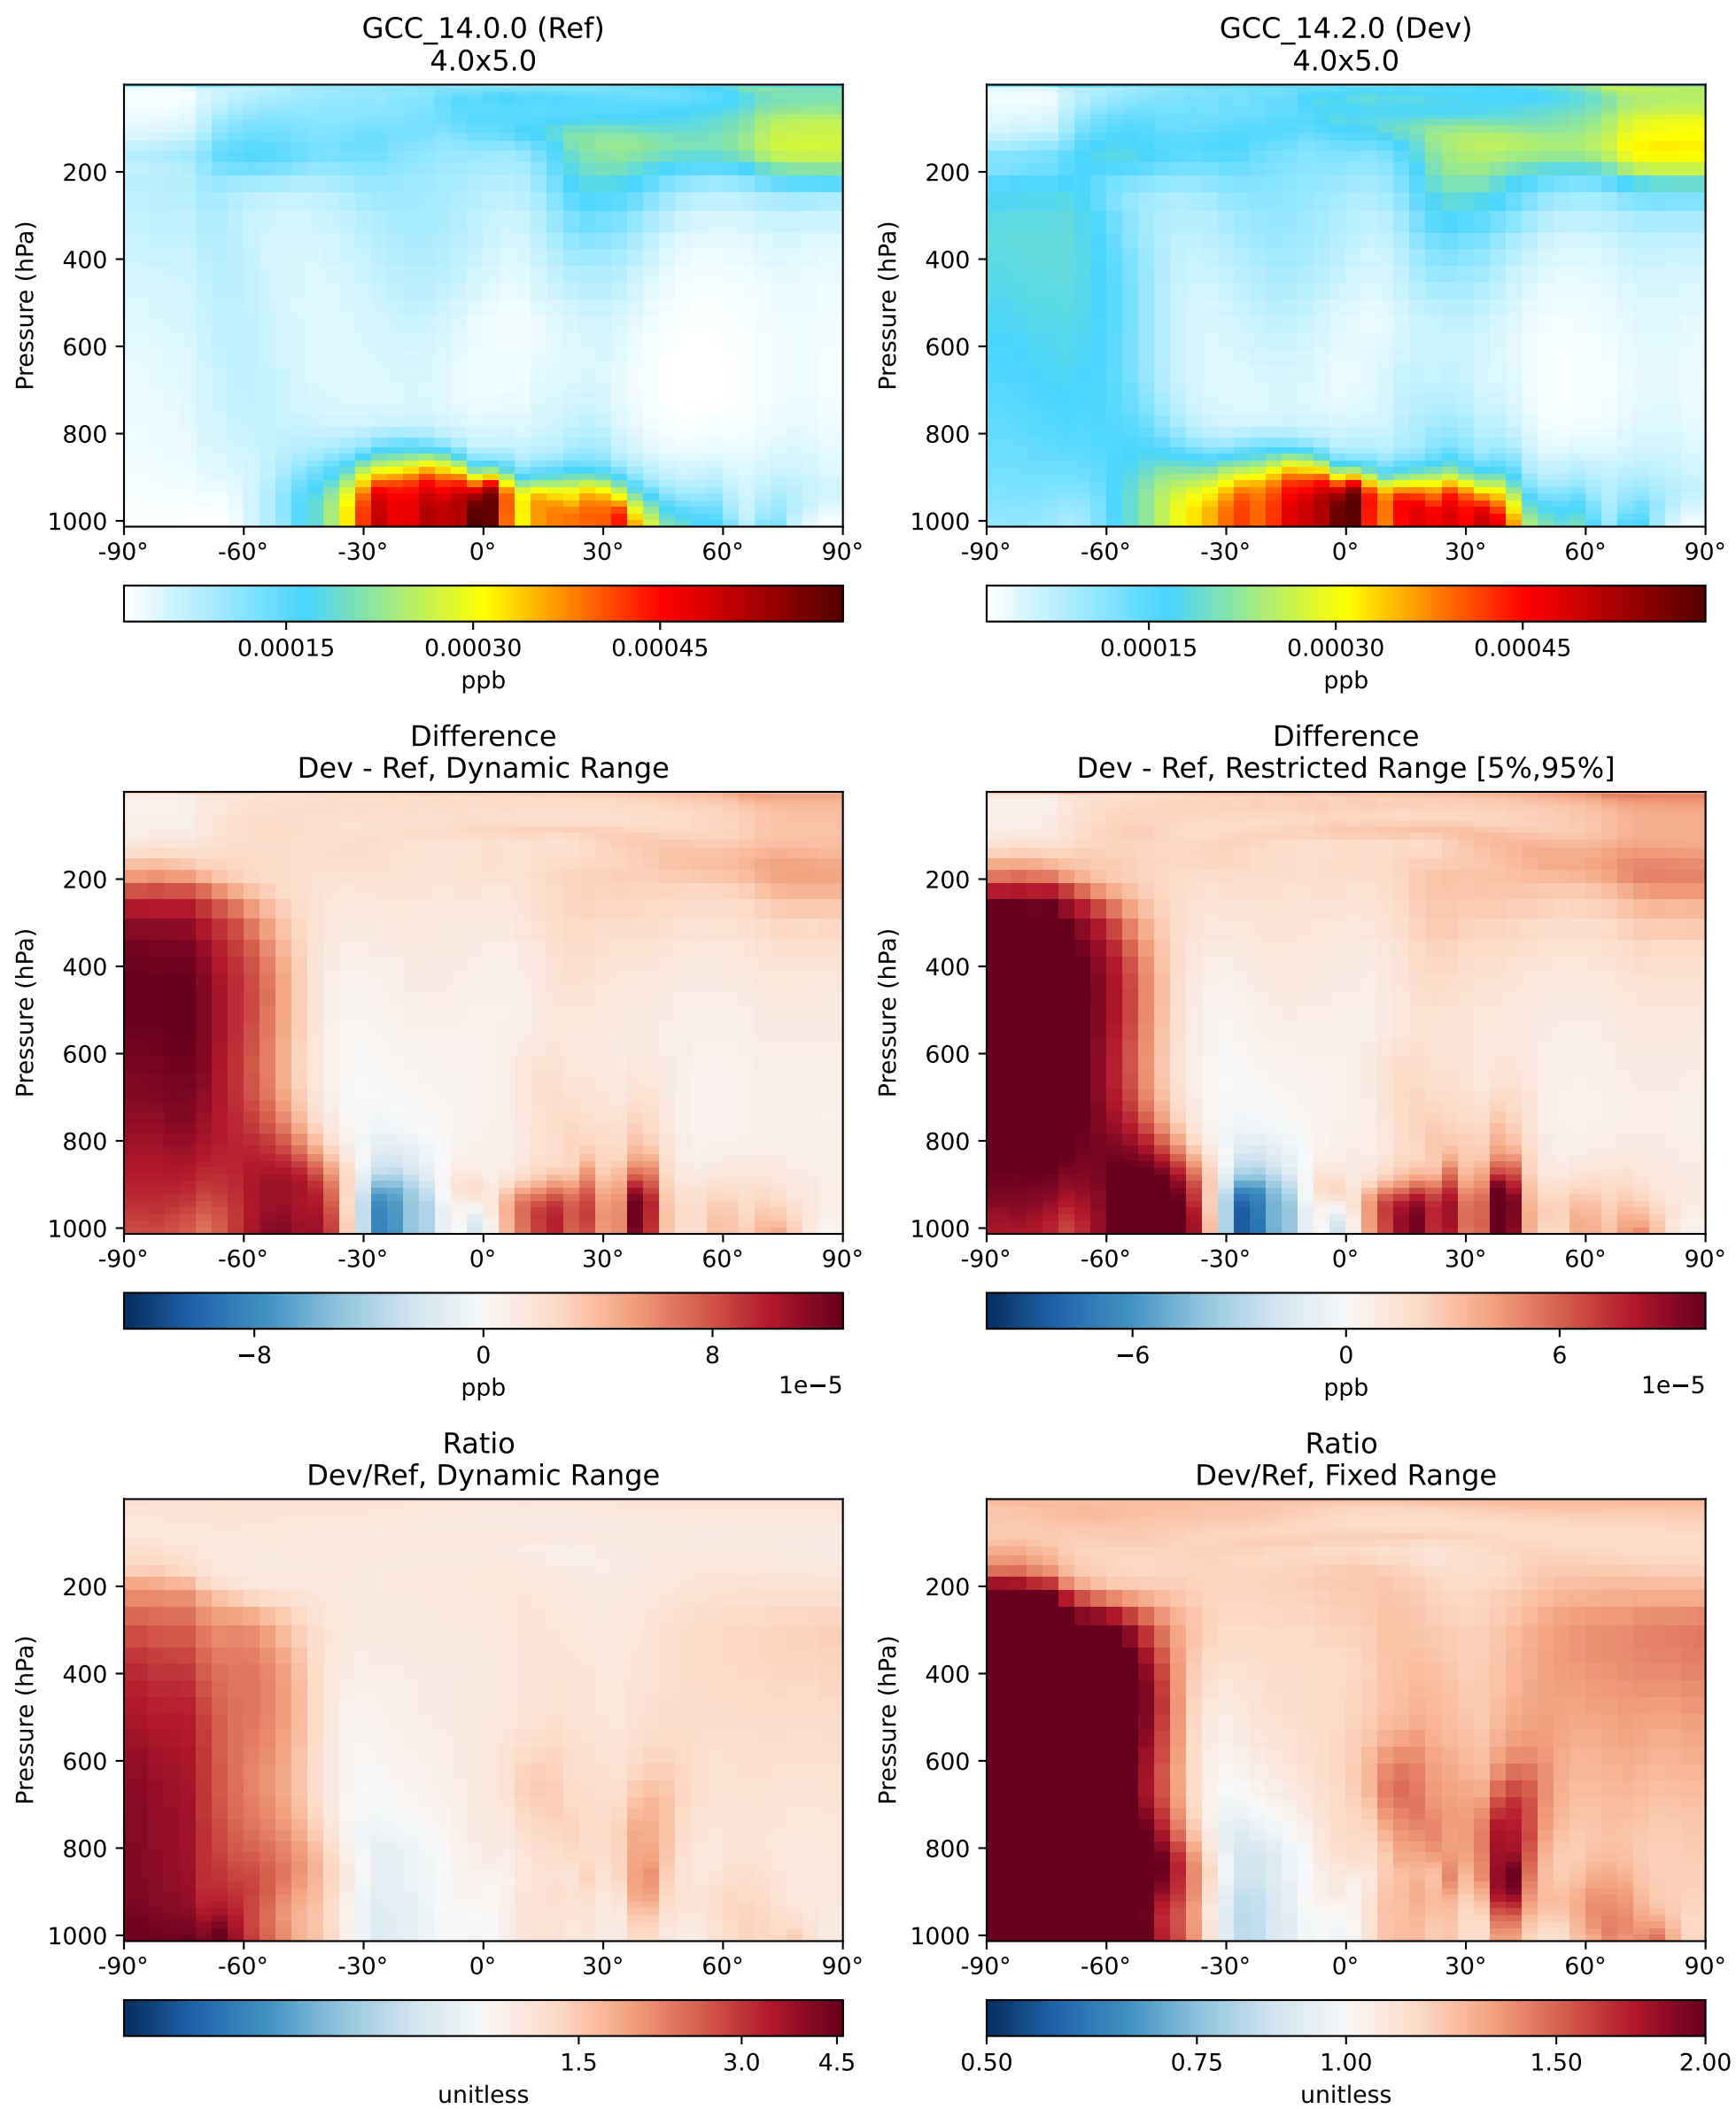 GCC_14.0.0 (Ref)
4.0x5.0
Pressure (hPa)
200
400
600
800
1000
-90° -60° -30° 0° 30° 60° 90°
0.00015 0.00030 0.00045
ppb
GCC_14.2.0 (Dev)
4.0x5.0
Pressure (hPa)
200
400
600
800
1000
-90° -60° -30° 0° 30° 60° 90°
0.00015 0.00030 0.00045
ppb
Difference
Dev - Ref, Dynamic Range
Pressure (hPa)
200
400
600
800
1000
-90° -60° -30° 0° 30° 60° 90°
−8 0 8
ppb
1e−5
Difference
Dev - Ref, Restricted Range [5%,95%]
Pressure (hPa)
200
400
600
800
1000
-90° -60° -30° 0° 30° 60° 90°
−6 0 6
ppb
1e−5
Ratio
Dev/Ref, Dynamic Range
Pressure (hPa)
200
400
600
800
1000
-90° -60° -30° 0° 30° 60° 90°
1.5 3.0 4.5
unitless
Ratio
Dev/Ref, Fixed Range
Pressure (hPa)
200
400
600
800
1000
-90° -60° -30° 0° 30° 60° 90°
0.50 0.75 1.00 1.50 2.00
unitless